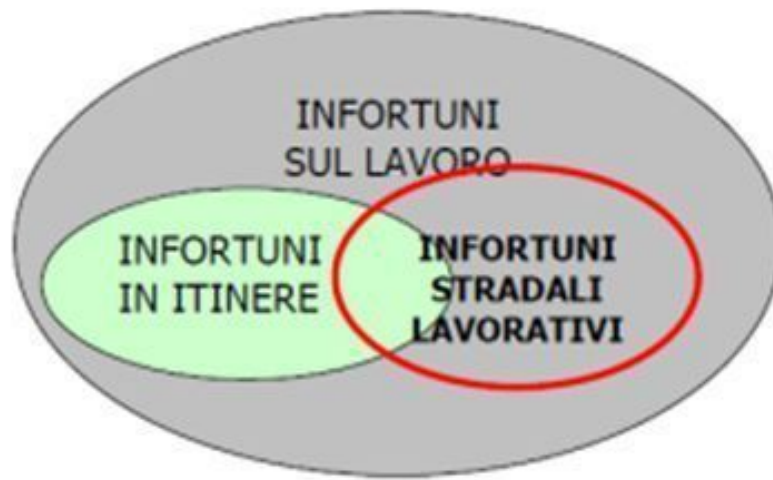 INFORTUNI
SUL LAVORO
INFORTUNI
IN ITINERE
INFORTUNI
STRADALI
LAVORATIVI